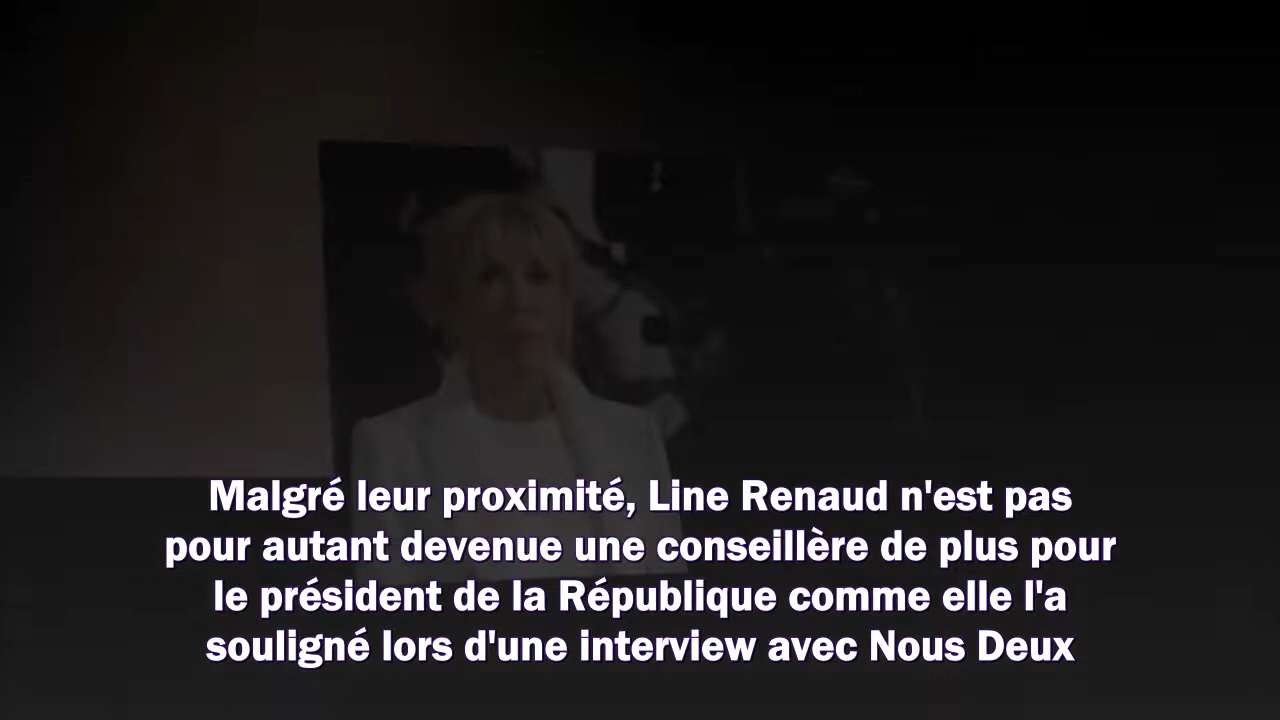 Malgré leur proximité, Line Renaud n'est pas
pour autant devenue une conseillère de plus pour
le président de la République comme elle l'a
souligné lors d'une interview avec Nous Deux